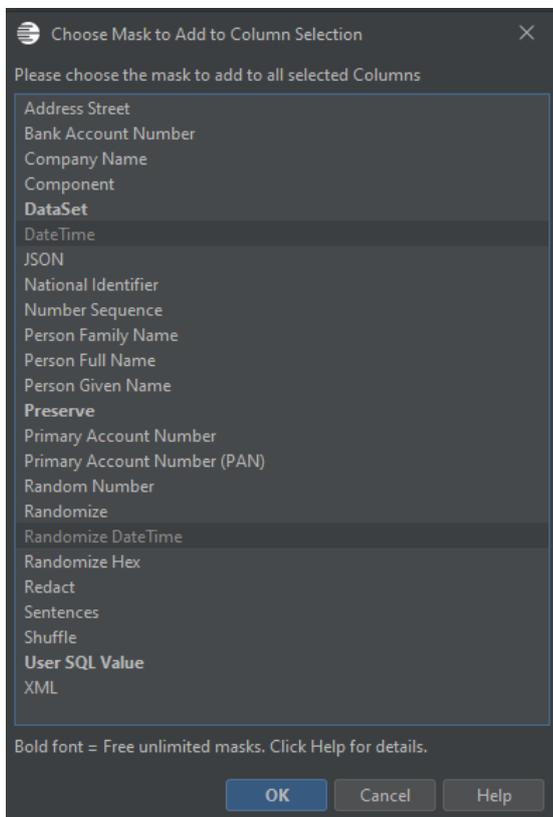 Choose Mask to Add to Column Selection
Please choose the mask to add to all selected Columns
Address Street
Bank Account Number
Company Name
Component
DataSet
DateTime
JSON
National Identifier
Number Sequence
Person Family Name
Person Full Name
Person Given Name
Preserve
Primary Account Number
Primary Account Number (PAN)
Random Number
Randomize
Randomize DateTime
Randomize Hex
Redact
Sentences
Shuffle
User SQL Value
XML
Bold font = Free unlimited masks. Click Help for details.
OK Cancel Help